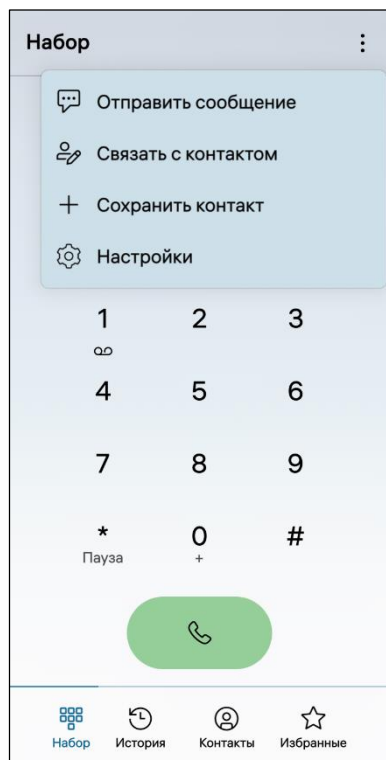 Набор
Отправить сообщение
Связать с контактом
Сохранить контакт
Настройки
1 2 3
4 5 6
7 8 9
* 0 #
Пауза +
Набор История Контакты Избранные